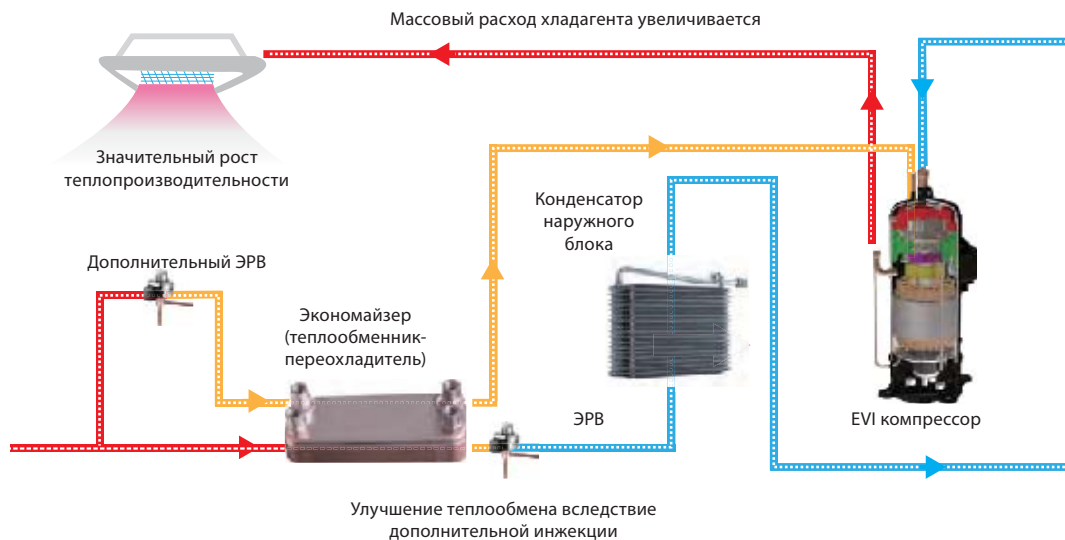 Массовый расход хладагента увеличивается
Значительный рост
теплопроизводительности
Конденсатор
наружного
блока
Дополнительный ЭРВ
Экономайзер
(теплообменник-
переохладитель)
ЭРВ
EVI компрессор
Улучшение теплообмена вследствие
дополнительной инжекции